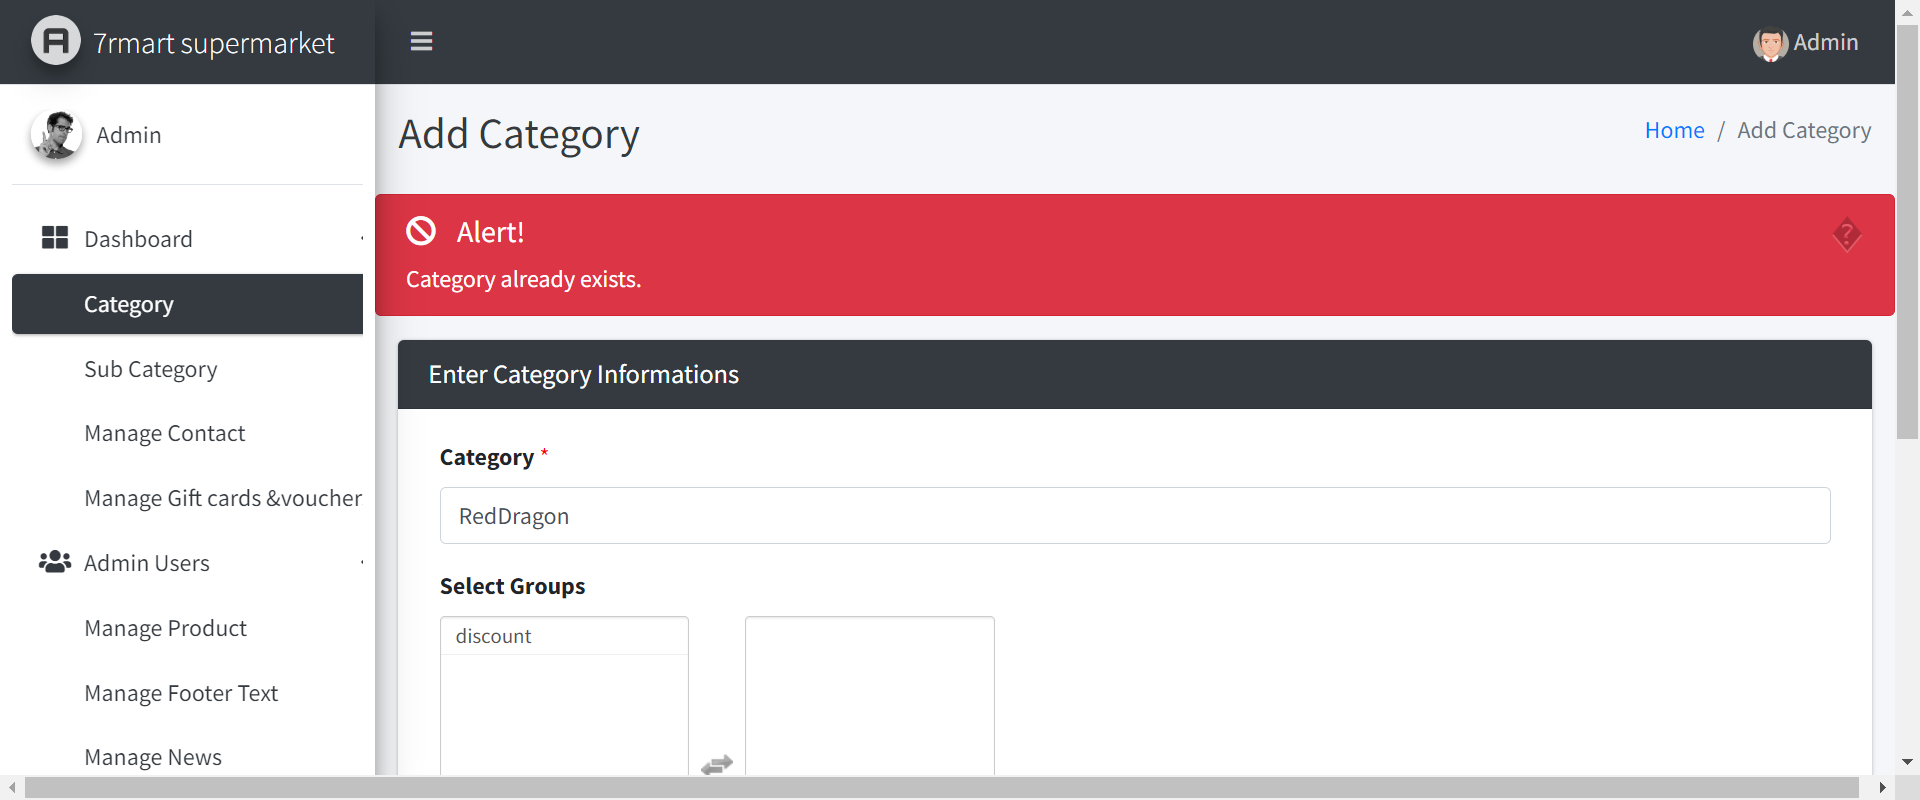 7rmart supermarket
Admin
Admin
Add Category
Home / Add Category
Alert!
Category already exists.
Dashboard
Category
Sub Category
Manage Contact
Manage Gift cards &voucher
Admin Users
Manage Product
Manage Footer Text
Manage News
Enter Category Informations
Category *
RedDragon
Select Groups
discount